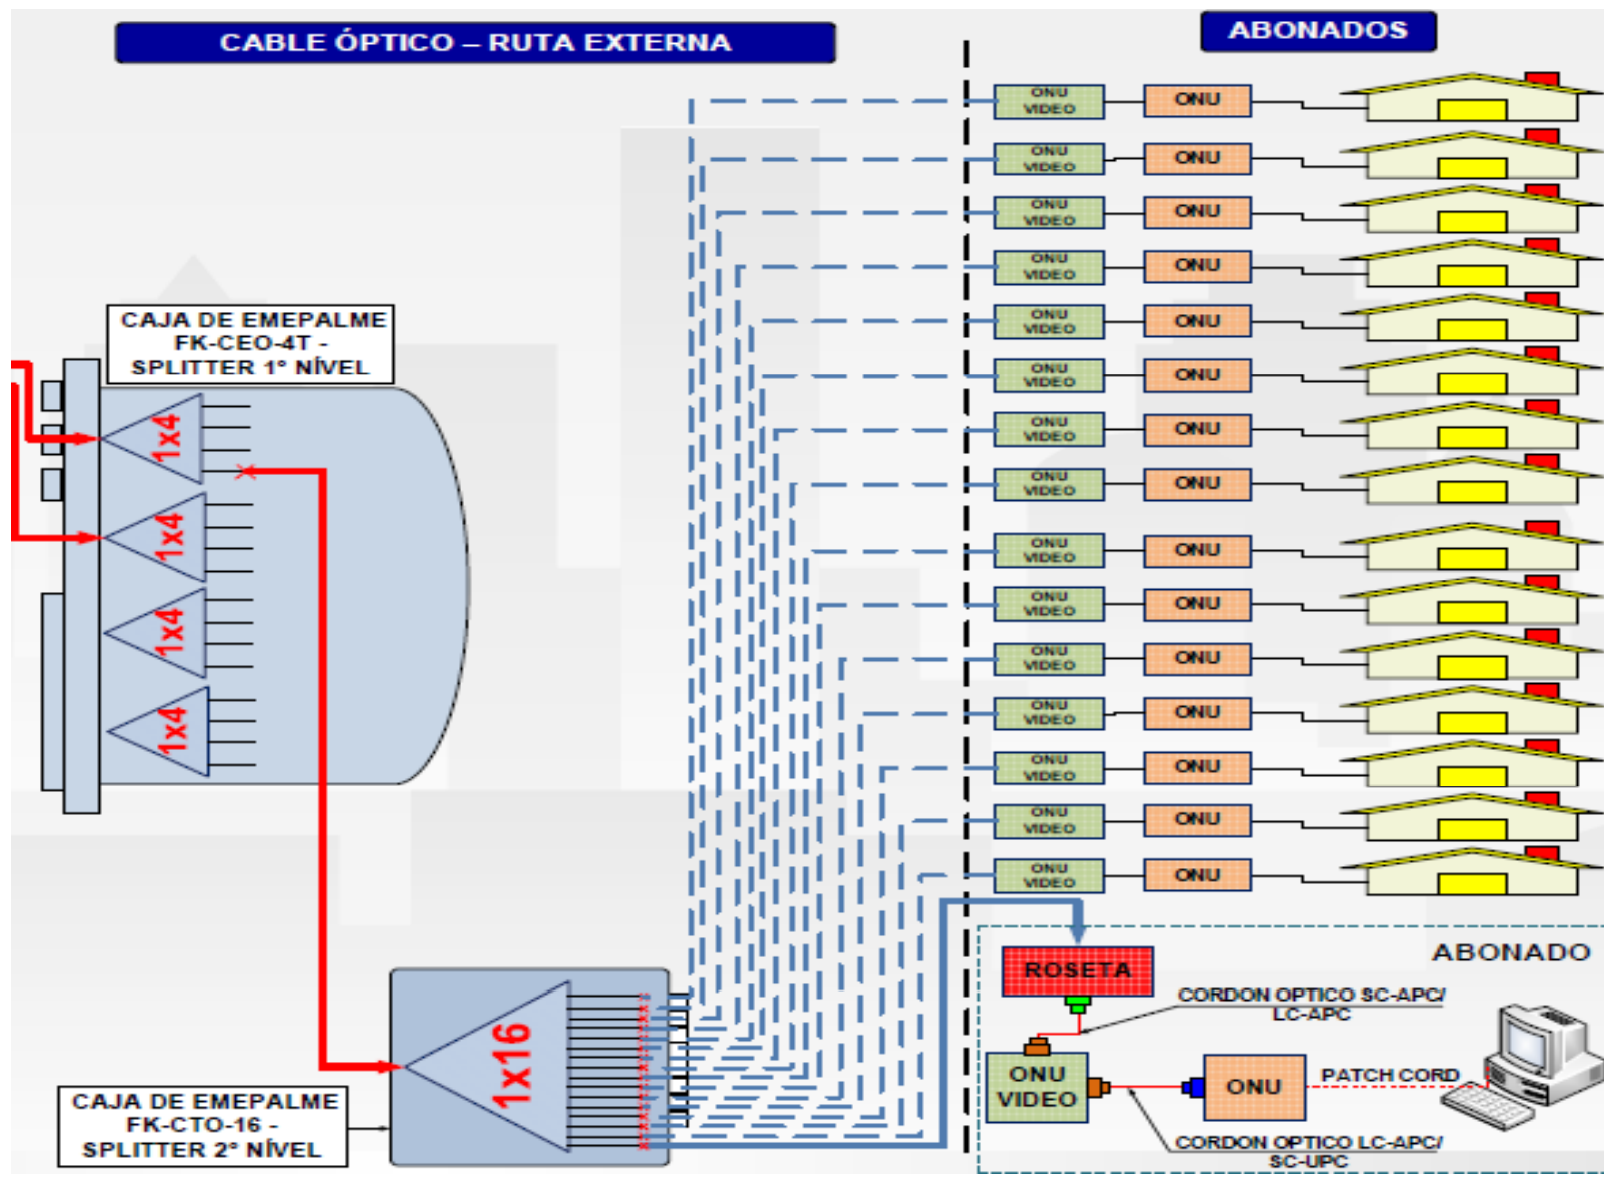 CABLE ÓPTICO – RUTA EXTERNA
ABONADOS
ONU
VIDEO
ONU
ONU
VIDEO
ONU
ONU
VIDEO
ONU
ONU
VIDEO
ONU
ONU
VIDEO
ONU
ONU
VIDEO
ONU
ONU
VIDEO
ONU
ONU
VIDEO
ONU
ONU
VIDEO
ONU
ONU
VIDEO
ONU
ONU
VIDEO
ONU
ONU
VIDEO
ONU
ONU
VIDEO
ONU
ONU
VIDEO
ONU
ONU
VIDEO
ONU
CAJA DE EMEPALME
FK-CEO-4T -
SPLITTER 1º NÍVEL
1x4
1x4
1x4
1x4
1x16
CAJA DE EMEPALME
FK-CTO-16 -
SPLITTER 2º NÍVEL
ABONADO
ROSETA
CORDON OPTICO SC-APC/
LC-APC
ONU
VIDEO
ONU
PATCH CORD
CORDON OPTICO LC-APC/
SC-UPC